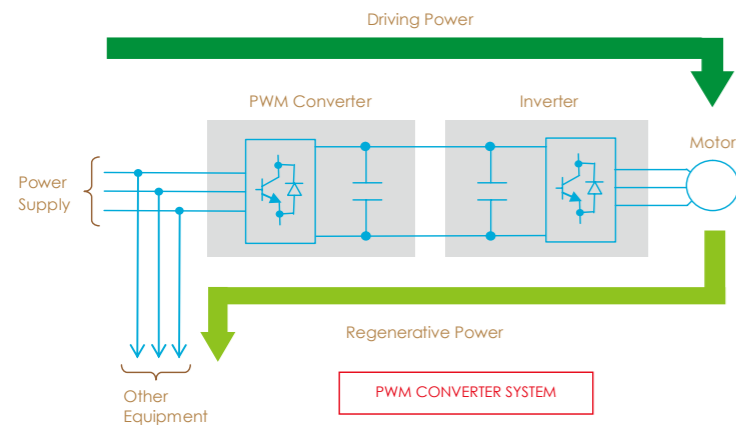 Driving Power
PWM Converter
Inverter
Motor
Power
Supply
Regenerative Power
Other
Equipment
PWM CONVERTER SYSTEM